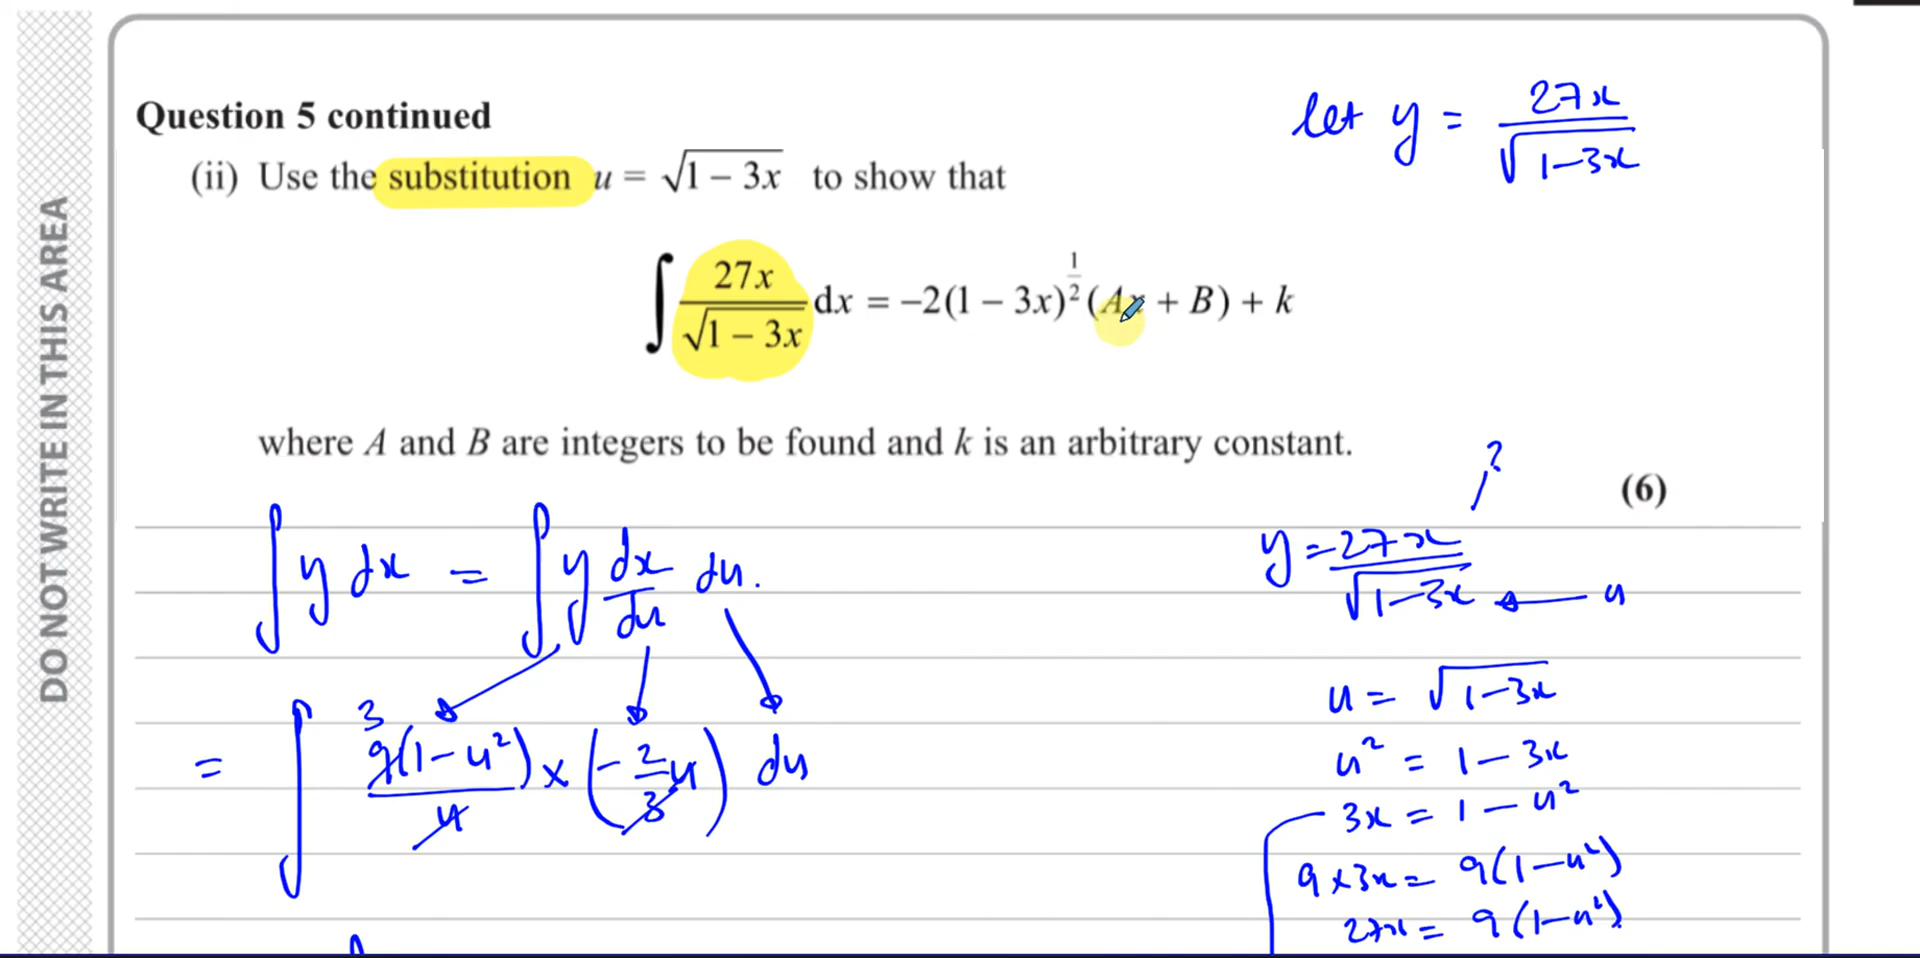 DO NOT WRITE IN THIS AREA
Question 5 continued
let y = 27x / √(1-3x)
(ii) Use the substitution u = √(1 – 3x) to show that
∫ 27x / √(1 – 3x) dx = –2(1 – 3x)^(1/2) (Ax + B) + k
where A and B are integers to be found and k is an arbitrary constant.
(6)
?
∫ y dx = ∫ y dx/du du.
y = 27x / √(1-3x) ← u
u = √(1-3x)
= ∫ 3 9(1-u²) / u × (-2/3 u) du
u² = 1 - 3x
3x = 1 - u²
9 × 3x = 9(1-u²)
27x = 9(1-u²)